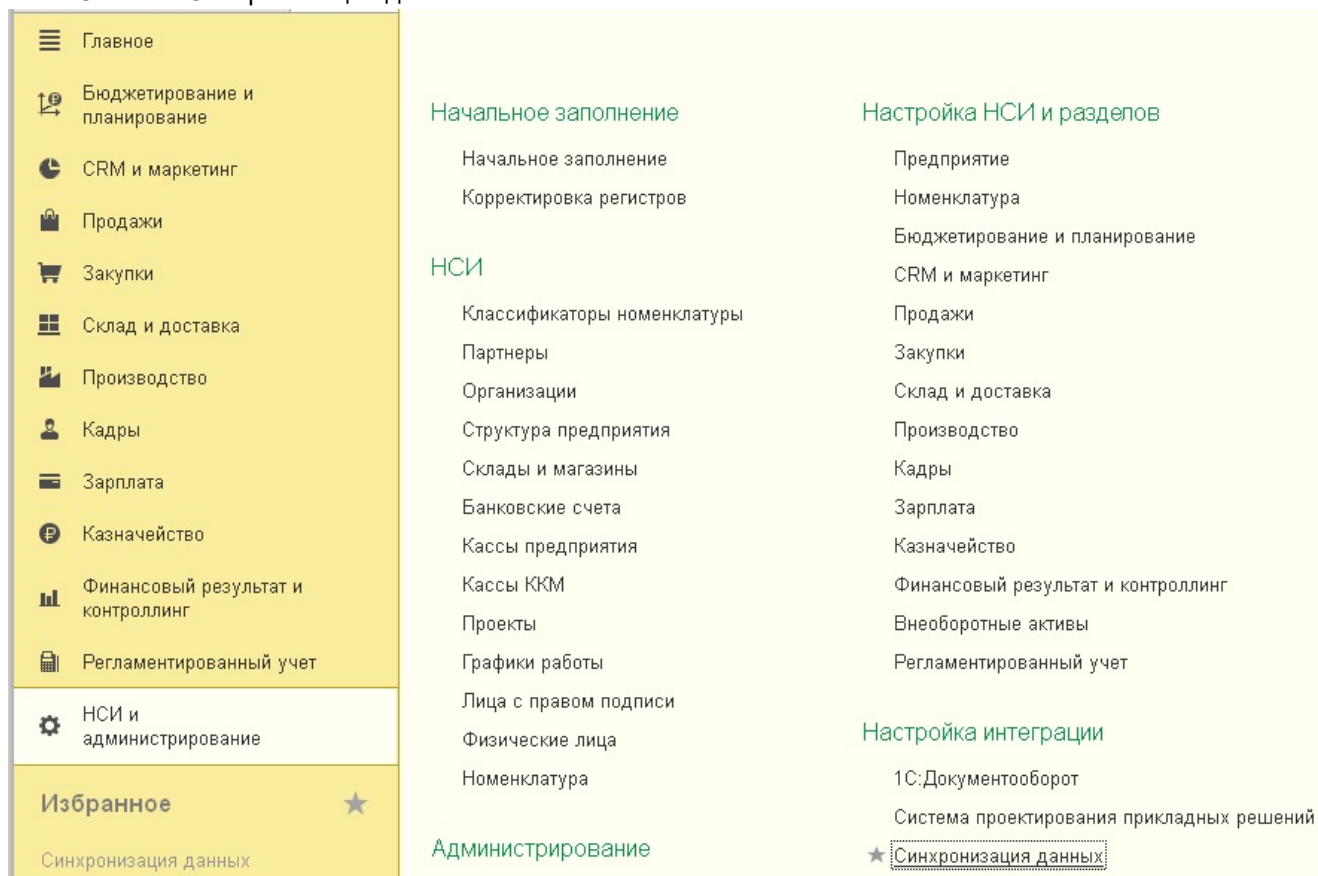 Главное
Бюджетирование и
планирование
CRM и маркетинг
Продажи
Закупки
Склад и доставка
Производство
Кадры
Зарплата
Казначейство
Финансовый результат и
контроллинг
Регламентированный учет
НСИ и
администрирование
Избранное
Синхронизация данных
Начальное заполнение
Начальное заполнение
Корректировка регистров
НСИ
Классификаторы номенклатуры
Партнеры
Организации
Структура предприятия
Склады и магазины
Банковские счета
Кассы предприятия
Кассы ККМ
Проекты
Графики работы
Лица с правом подписи
Физические лица
Номенклатура
Администрирование
Настройка НСИ и разделов
Предприятие
Номенклатура
Бюджетирование и планирование
CRM и маркетинг
Продажи
Закупки
Склад и доставка
Производство
Кадры
Зарплата
Казначейство
Финансовый результат и контроллинг
Внеоборотные активы
Регламентированный учет
Настройка интеграции
1С:Документооборот
Система проектирования прикладных решений
Синхронизация данных